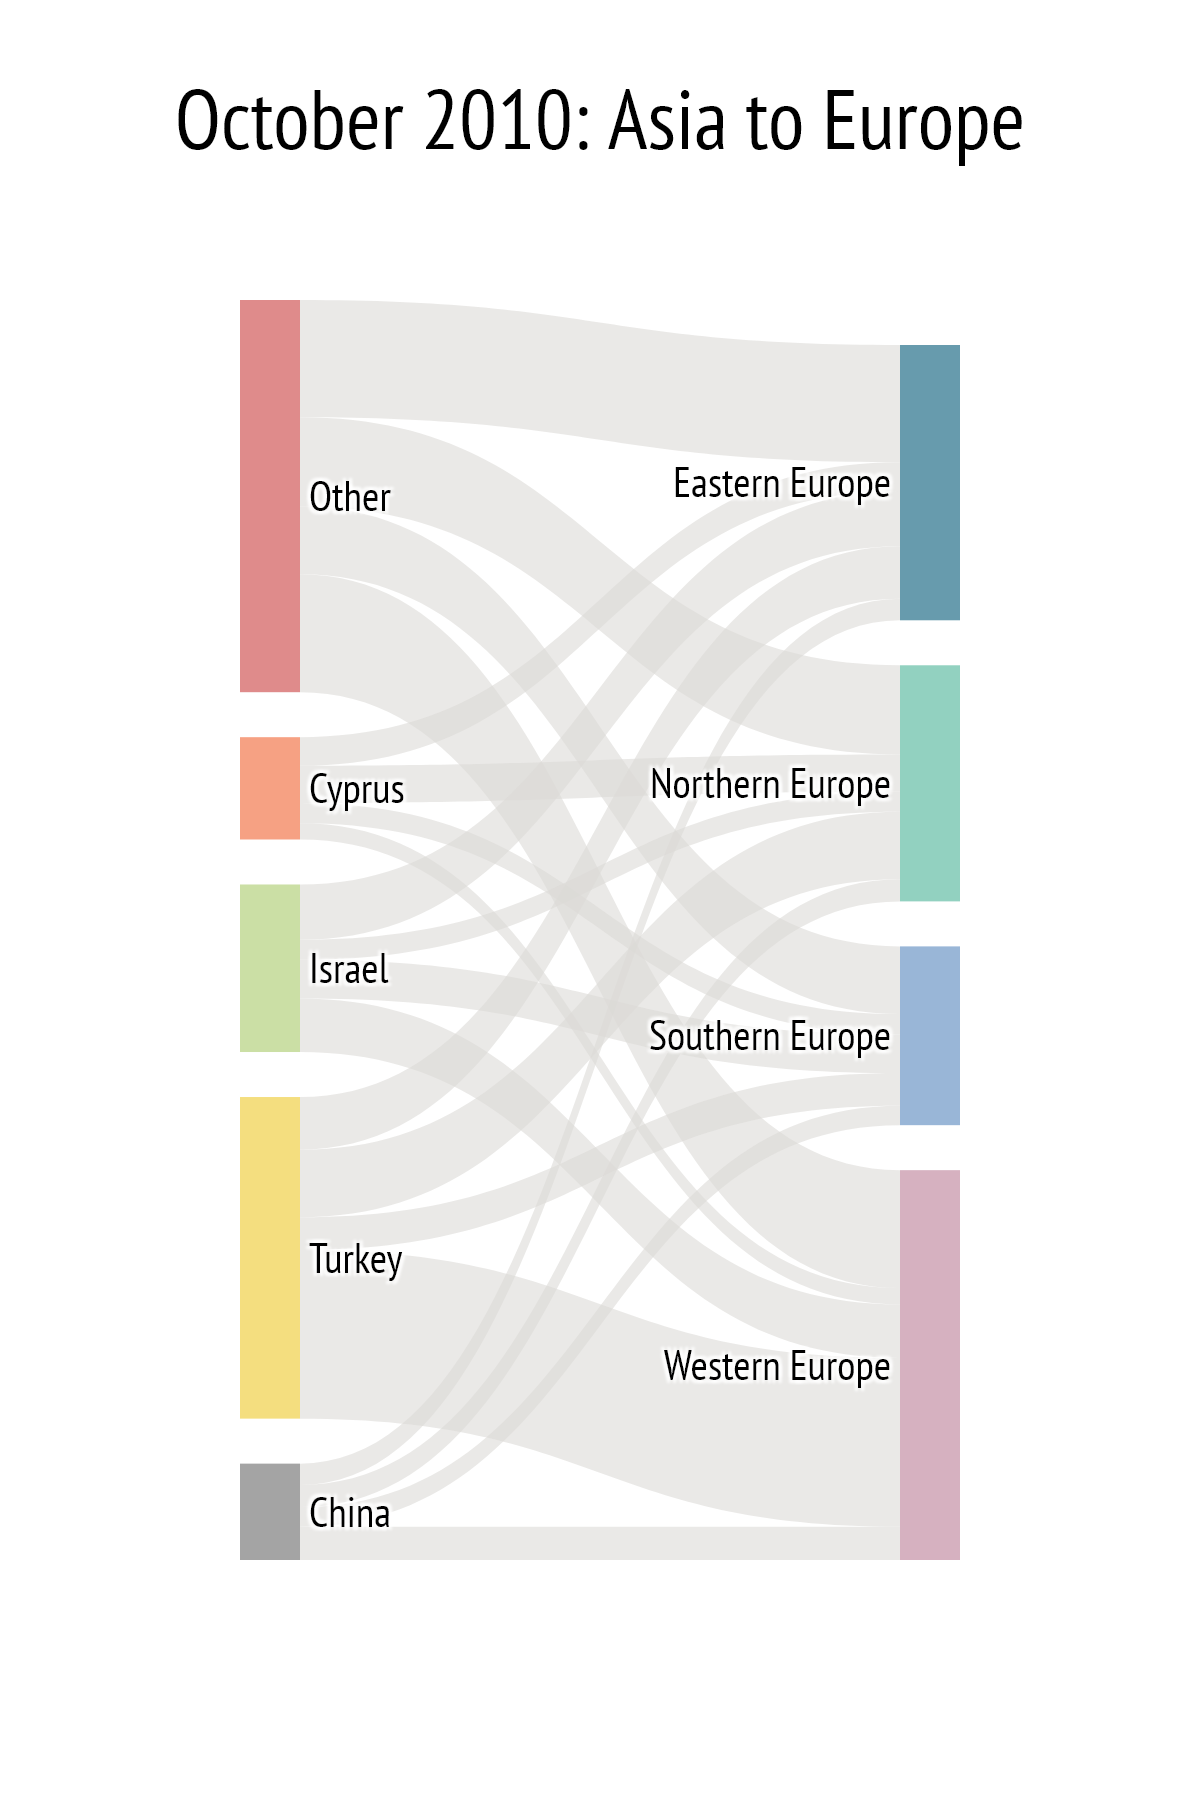 October 2010: Asia to Europe
Other
Cyprus
Israel
Turkey
China
Eastern Europe
Northern Europe
Southern Europe
Western Europe